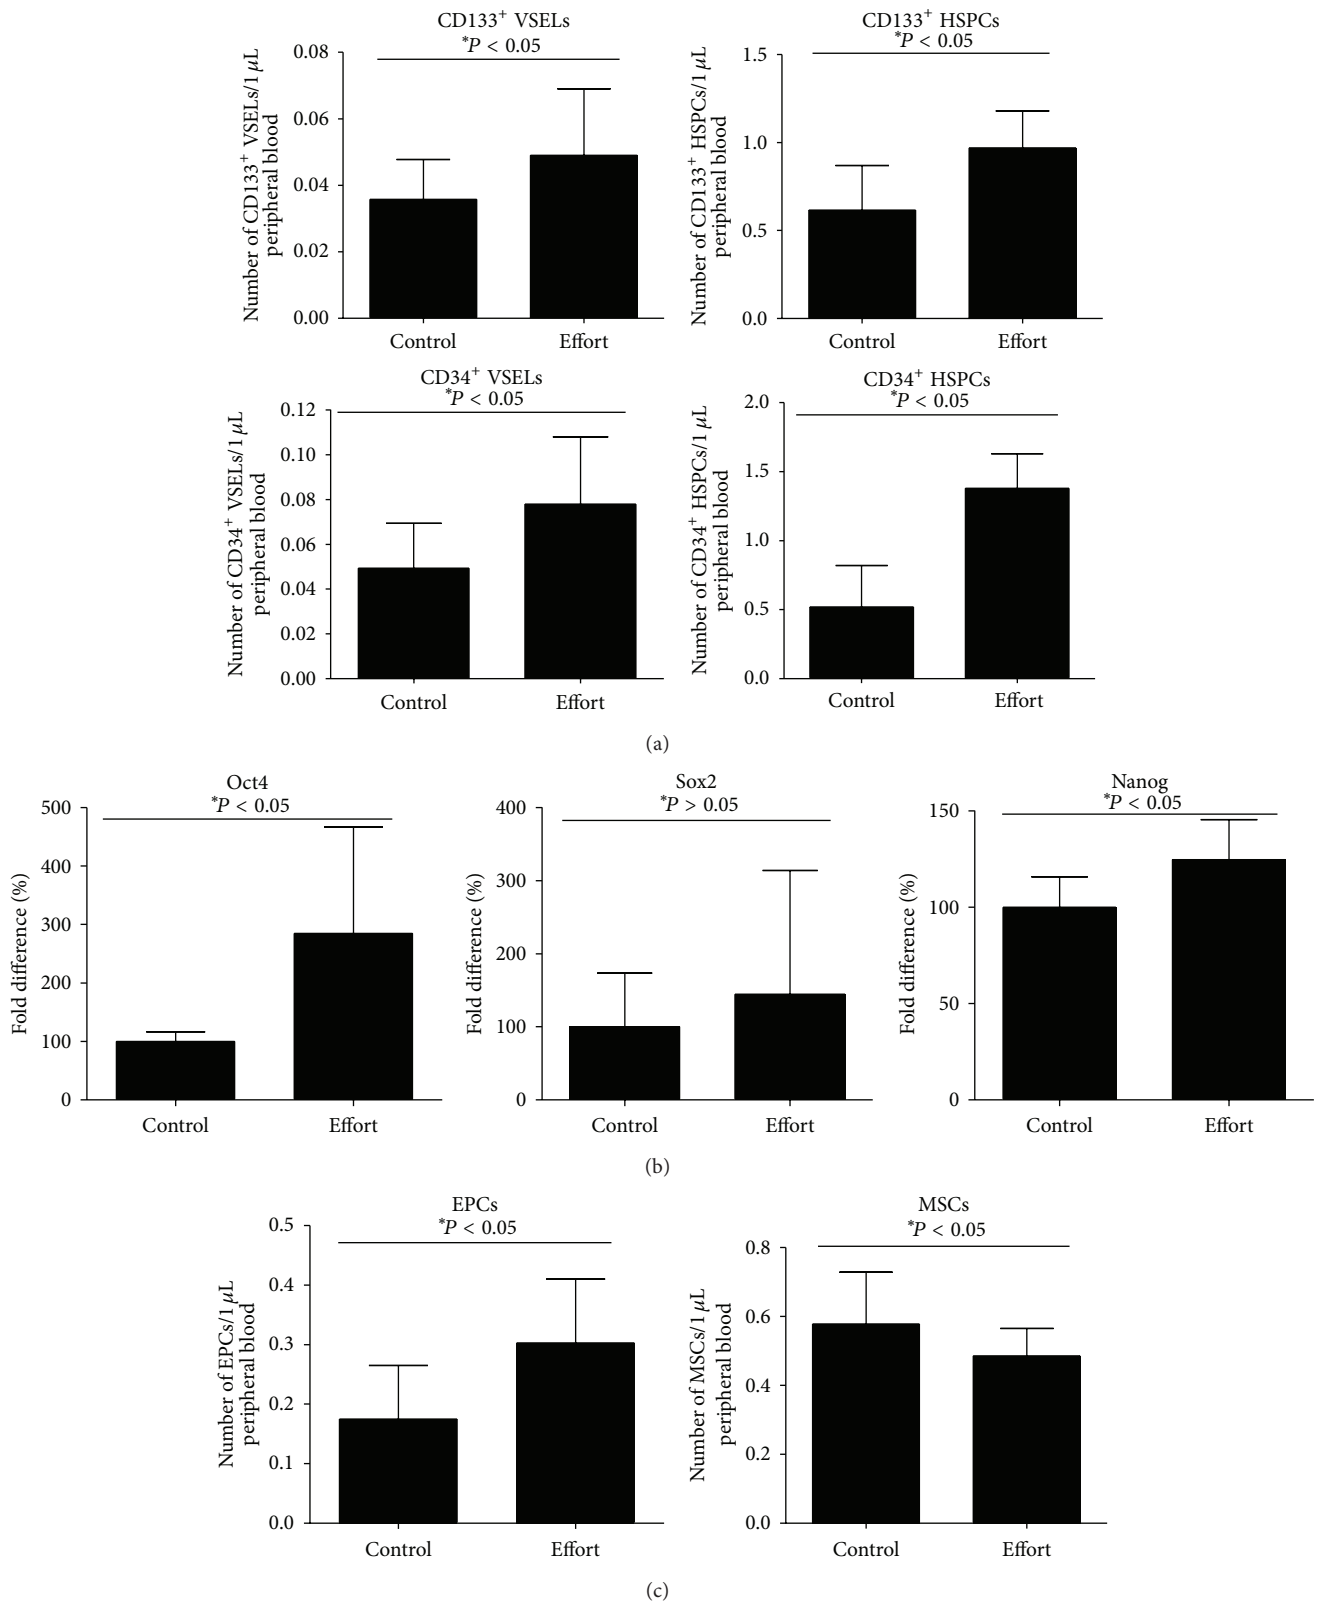 CD133⁺ VSELs
*P < 0.05
Number of CD133⁺ VSELs/1 μL
peripheral blood
0.08
0.06
0.04
0.02
0.00
Control Effort
CD133⁺ HSPCs
*P < 0.05
Number of CD133⁺ HSPCs/1 μL
peripheral blood
1.5
1.0
0.5
0.0
Control Effort
CD34⁺ VSELs
*P < 0.05
Number of CD34⁺ VSELs/1 μL
peripheral blood
0.12
0.10
0.08
0.06
0.04
0.02
0.00
Control Effort
CD34⁺ HSPCs
*P < 0.05
Number of CD34⁺ HSPCs/1 μL
peripheral blood
2.0
1.5
1.0
0.5
0.0
Control Effort
(a)
Oct4
*P < 0.05
Fold difference (%)
500
400
300
200
100
0
Control Effort
Sox2
*P > 0.05
Fold difference (%)
400
300
200
100
0
Control Effort
Nanog
*P < 0.05
Fold difference (%)
150
100
50
0
Control Effort
(b)
EPCs
*P < 0.05
Number of EPCs/1 μL
peripheral blood
0.5
0.4
0.3
0.2
0.1
0.0
Control Effort
MSCs
*P < 0.05
Number of MSCs/1 μL
peripheral blood
0.8
0.6
0.4
0.2
0.0
Control Effort
(c)